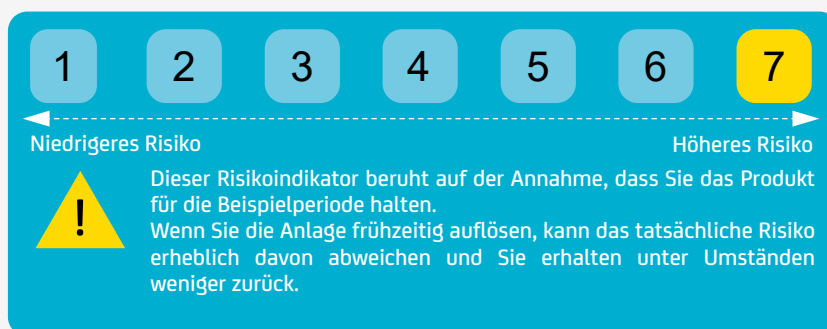 1 2 3 4 5 6 7
Niedrigeres Risiko Höheres Risiko
!
Dieser Risikoindikator beruht auf der Annahme, dass Sie das Produkt
für die Beispielperiode halten.
Wenn Sie die Anlage frühzeitig auflösen, kann das tatsächliche Risiko
erheblich davon abweichen und Sie erhalten unter Umständen
weniger zurück.